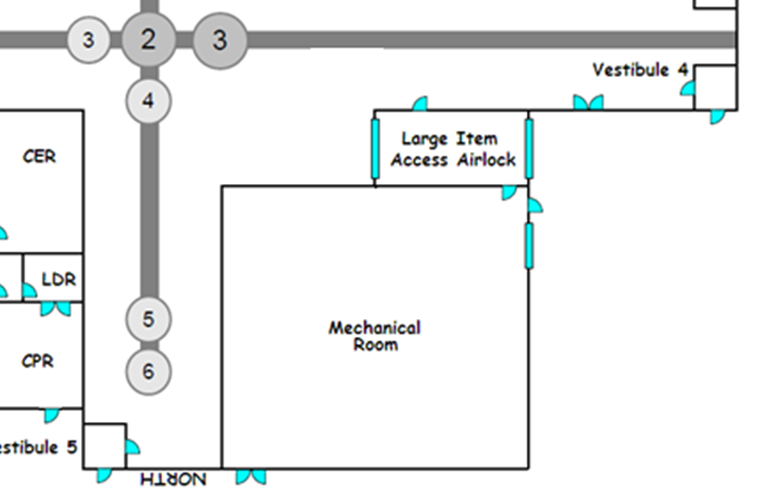 3 2 3
Vestibule 4
4
CER
Large Item
Access Airlock
LDR
5
Mechanical
Room
CPR
6
estibule 5
NORTH